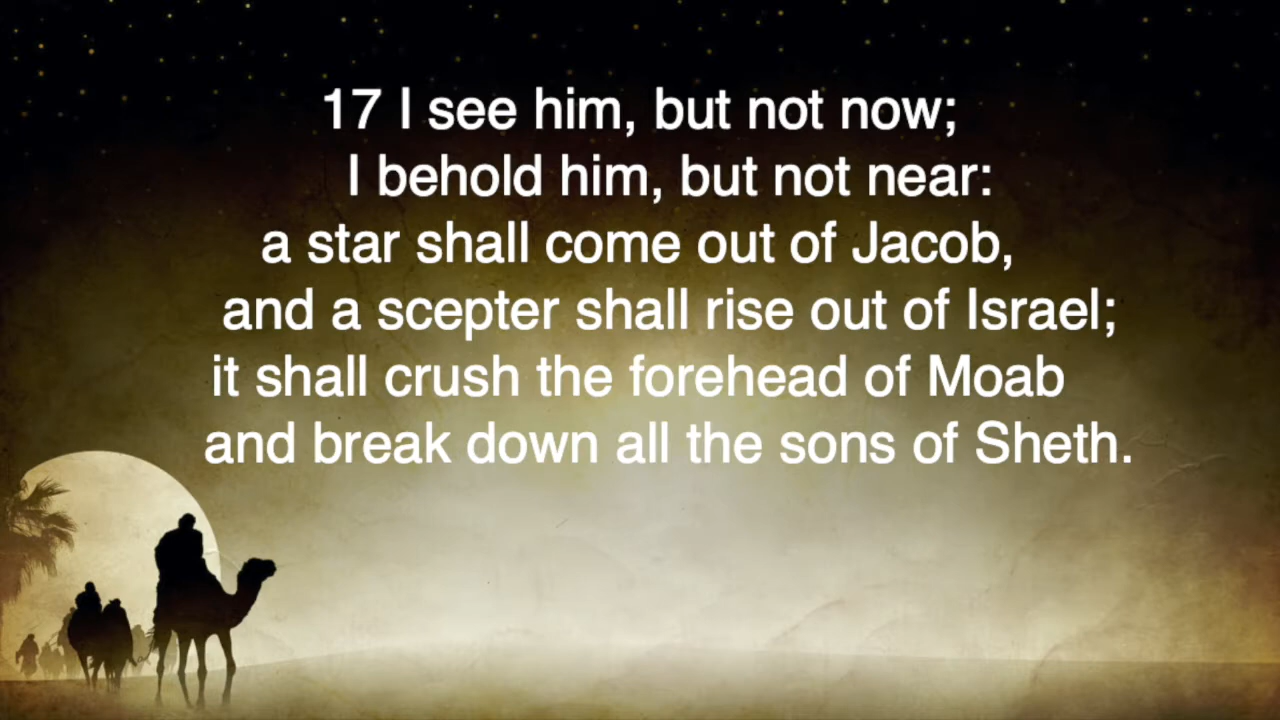 17 I see him, but not now;
I behold him, but not near:
a star shall come out of Jacob,
and a scepter shall rise out of Israel;
it shall crush the forehead of Moab
and break down all the sons of Sheth.